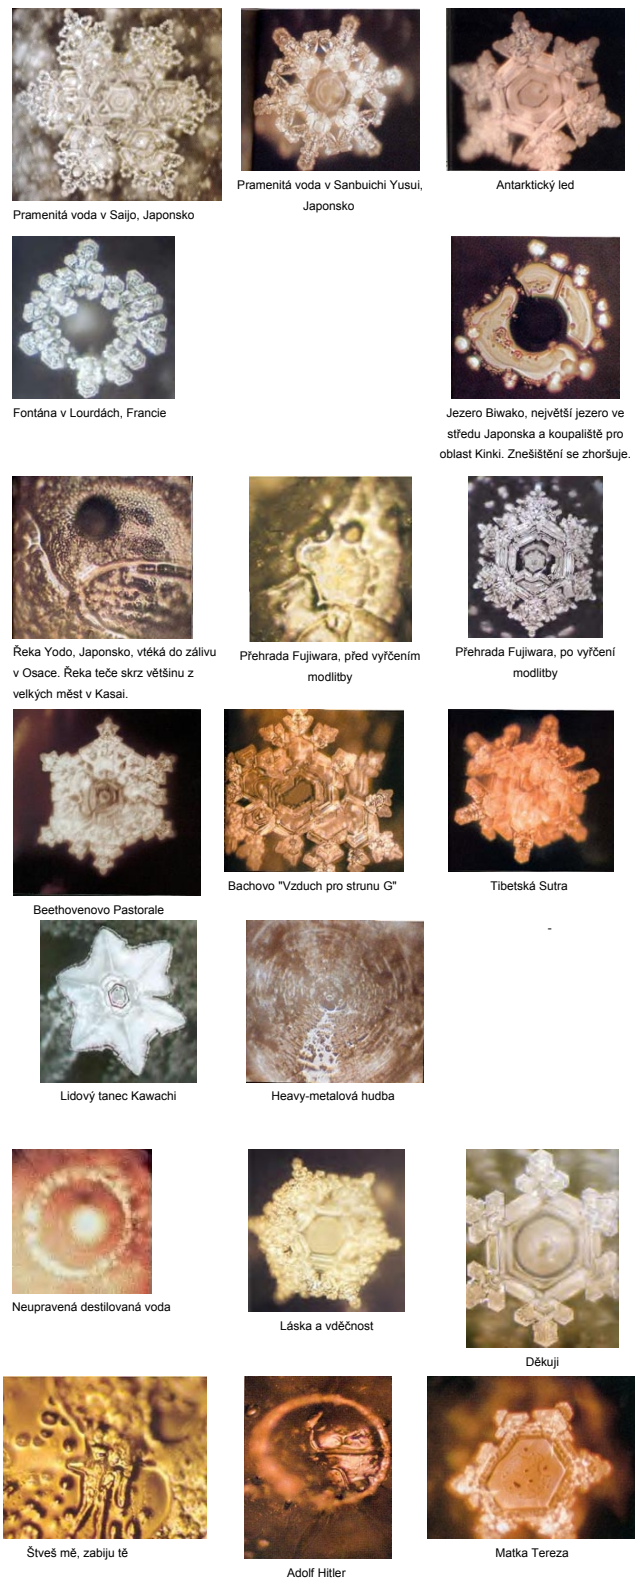 Pramenitá voda v Saijo, Japonsko
Pramenitá voda v Sanbuichi Yusui,
Japonsko
Antarktický led
Fontána v Lourdách, Francie
Jezero Biwako, největší jezero ve
středu Japonska a koupaliště pro
oblast Kinki. Znešištění se zhoršuje.
Řeka Yodo, Japonsko, vtéká do zálivu
v Osace. Řeka teče skrz většinu z
velkých měst v Kasai.
Přehrada Fujiwara, před vyřčením
modlitby
Přehrada Fujiwara, po vyřčení
modlitby
Beethovenovo Pastorale
Bachovo "Vzduch pro strunu G"
Tibetská Sutra
-
Lidový tanec Kawachi
Heavy-metalová hudba
Neupravená destilovaná voda
Láska a vděčnost
Děkuji
Štveš mě, zabiju tě
Adolf Hitler
Matka Tereza